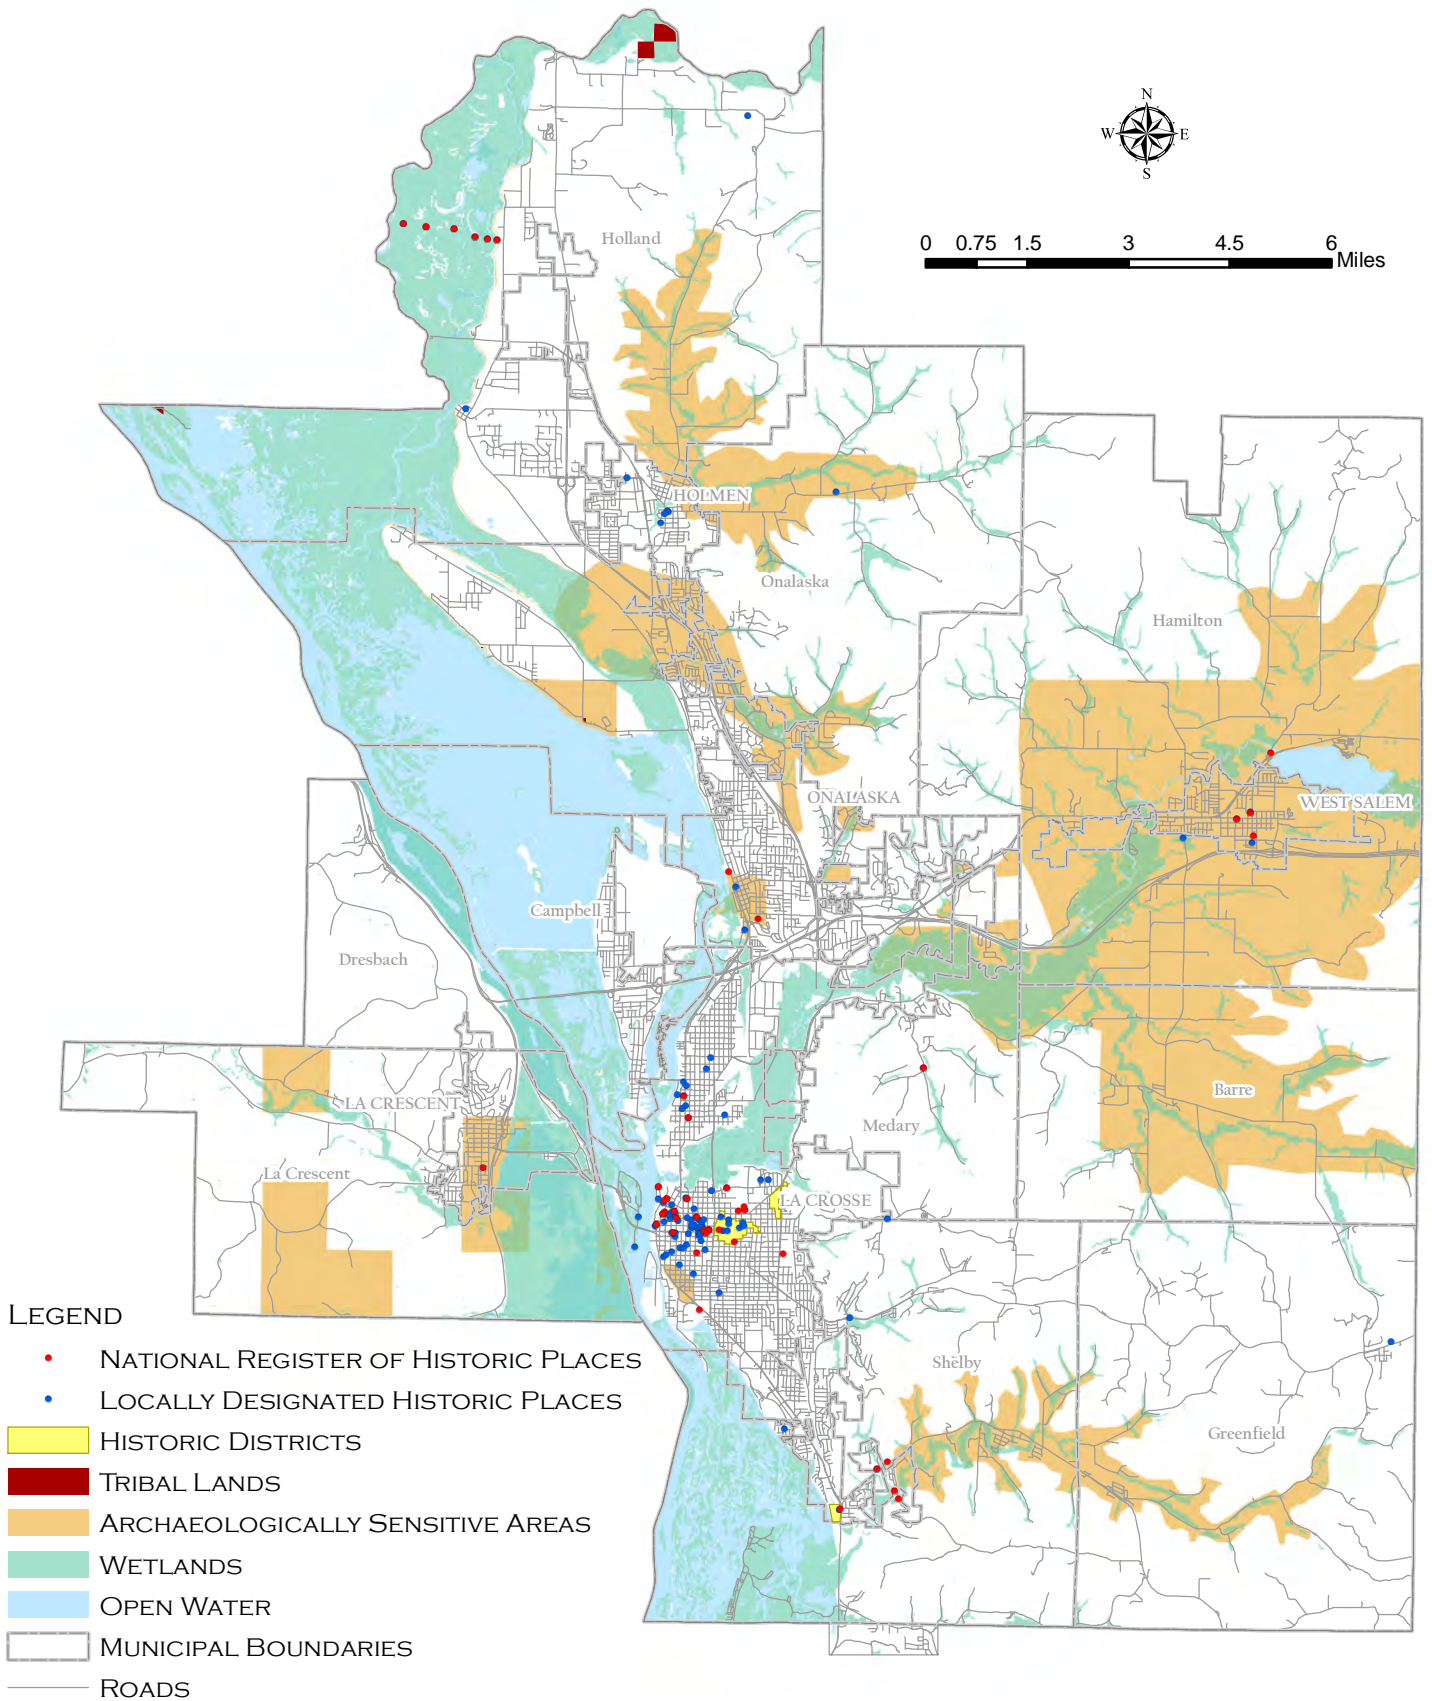 N
W E
S
0 0.75 1.5 3 4.5 6
Miles
Holland
HOLMEN
Onalaska
Hamilton
ONALASKA
WEST SALEM
Campbell
Dresbach
LA CRESCENT
Barre
Medary
La Crescent
LA CROSSE
Shelby
Greenfield
LEGEND
NATIONAL REGISTER OF HISTORIC PLACES
LOCALLY DESIGNATED HISTORIC PLACES
HISTORIC DISTRICTS
TRIBAL LANDS
ARCHAEOLOGICALLY SENSITIVE AREAS
WETLANDS
OPEN WATER
MUNICIPAL BOUNDARIES
ROADS